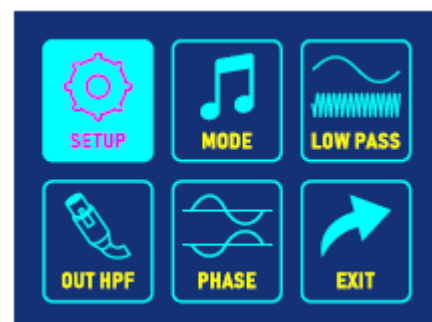 SETUP
MODE
LOW PASS
OUT HPF
PHASE
EXIT